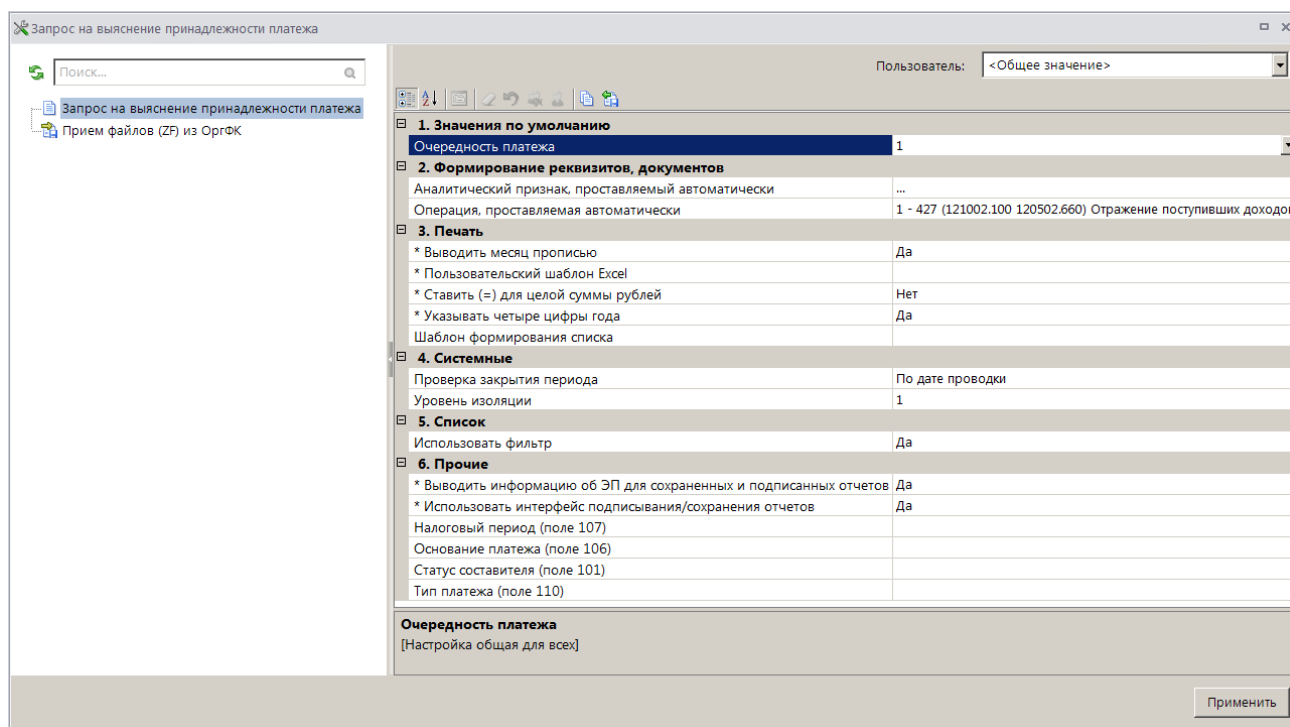 Запрос на выяснение принадлежности платежа
Поиск...
Пользователь: <Общее значение>
Запрос на выяснение принадлежности платежа
Прием файлов (ZF) из ОргФК
1. Значения по умолчанию
Очередность платежа 1
2. Формирование реквизитов, документов
Аналитический признак, проставляемый автоматически ...
Операция, проставляемая автоматически 1 - 427 (121002.100 120502.660) Отражение поступивших доходо
3. Печать
* Выводить месяц прописью Да
* Пользовательский шаблон Excel
* Ставить (=) для целой суммы рублей Нет
* Указывать четыре цифры года Да
Шаблон формирования списка
4. Системные
Проверка закрытия периода По дате проводки
Уровень изоляции 1
5. Список
Использовать фильтр Да
6. Прочие
* Выводить информацию об ЭП для сохраненных и подписанных отчетов Да
* Использовать интерфейс подписывания/сохранения отчетов Да
Налоговый период (поле 107)
Основание платежа (поле 106)
Статус составителя (поле 101)
Тип платежа (поле 110)
Очередность платежа
[Настройка общая для всех]
Применить